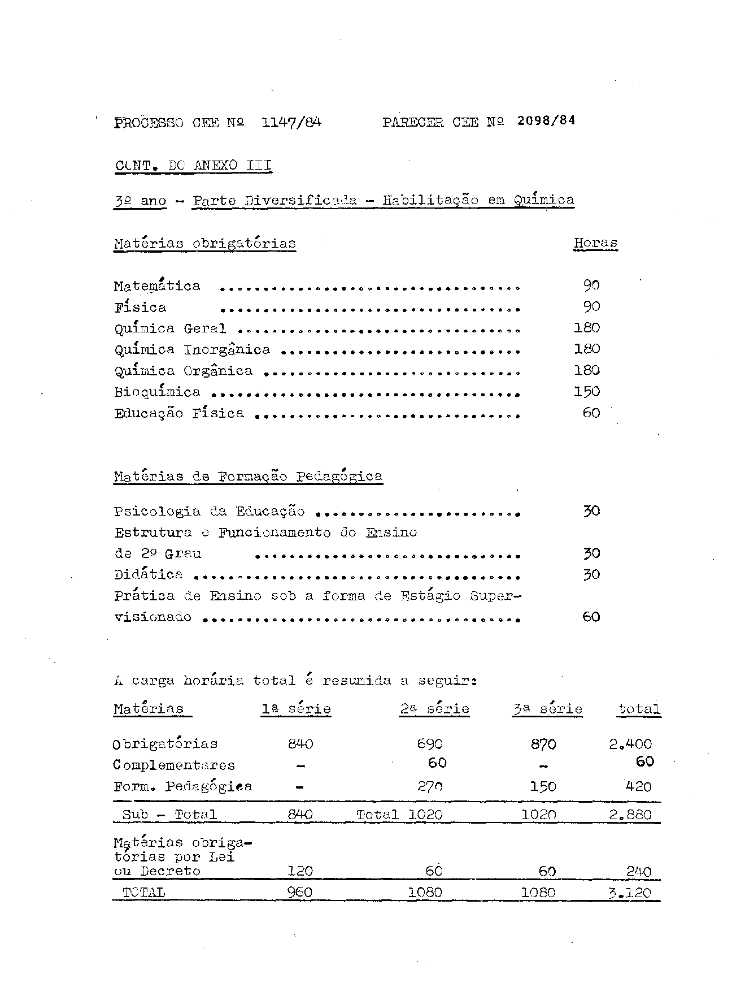 PROCESSO CEE Nº 1147/84 PARECER CEE Nº 2098/84
CONT. DO ANEXO III
3º ano - Parte Diversificada - Habilitação em Química
Matérias obrigatórias Horas
Matemática ................................... 90
Física ................................... 90
Química Geral ................................. 180
Química Inorgânica ............................ 180
Química Orgânica .............................. 180
Bioquímica .................................... 150
Educação Física ............................... 60
Matérias de Formação Pedagógica
Psicologia da Educação ........................ 30
Estrutura e Funcionamento do Ensino
de 2º Grau ............................... 30
Didática ...................................... 30
Prática de Ensino sob a forma de Estágio Super-
visionado ..................................... 60
A carga horária total é resumida a seguir:
Matérias 1ª série 2ª série 3ª série total
Obrigatórias 840 690 870 2.400
Complementares - 60 - 60
Form. Pedagógica - 270 150 420
Sub - Total 840 Total 1020 1020 2.880
Matérias obriga-
tórias por Lei
ou Decreto 120 60 60 240
TOTAL 960 1080 1080 3.120